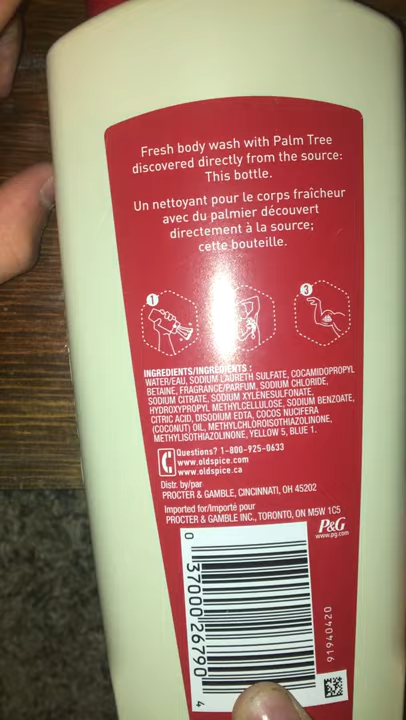 Fresh body wash with Palm Tree
discovered directly from the source:
This bottle.
Un nettoyant pour le corps fraîcheur
avec du palmier découvert
directement à la source;
cette bouteille.
1
3
INGREDIENTS/INGRÉDIENTS :
WATER/EAU, SODIUM LAURETH SULFATE, COCAMIDOPROPYL
BETAINE, FRAGRANCE/PARFUM, SODIUM CHLORIDE,
SODIUM CITRATE, SODIUM XYLENESULFONATE,
HYDROXYPROPYL METHYLCELLULOSE, SODIUM BENZOATE,
CITRIC ACID, DISODIUM EDTA, COCOS NUCIFERA
(COCONUT) OIL, METHYLCHLOROISOTHIAZOLINONE,
METHYLISOTHIAZOLINONE, YELLOW 5, BLUE 1.
Questions? 1-800-925-0633
www.oldspice.com
www.oldspice.ca
Distr. by/par
PROCTER & GAMBLE, CINCINNATI, OH 45202
Imported for/Importé pour
PROCTER & GAMBLE INC., TORONTO, ON M5W 1C5
P&G
www.pg.com
0 37000 26790 4
91940420